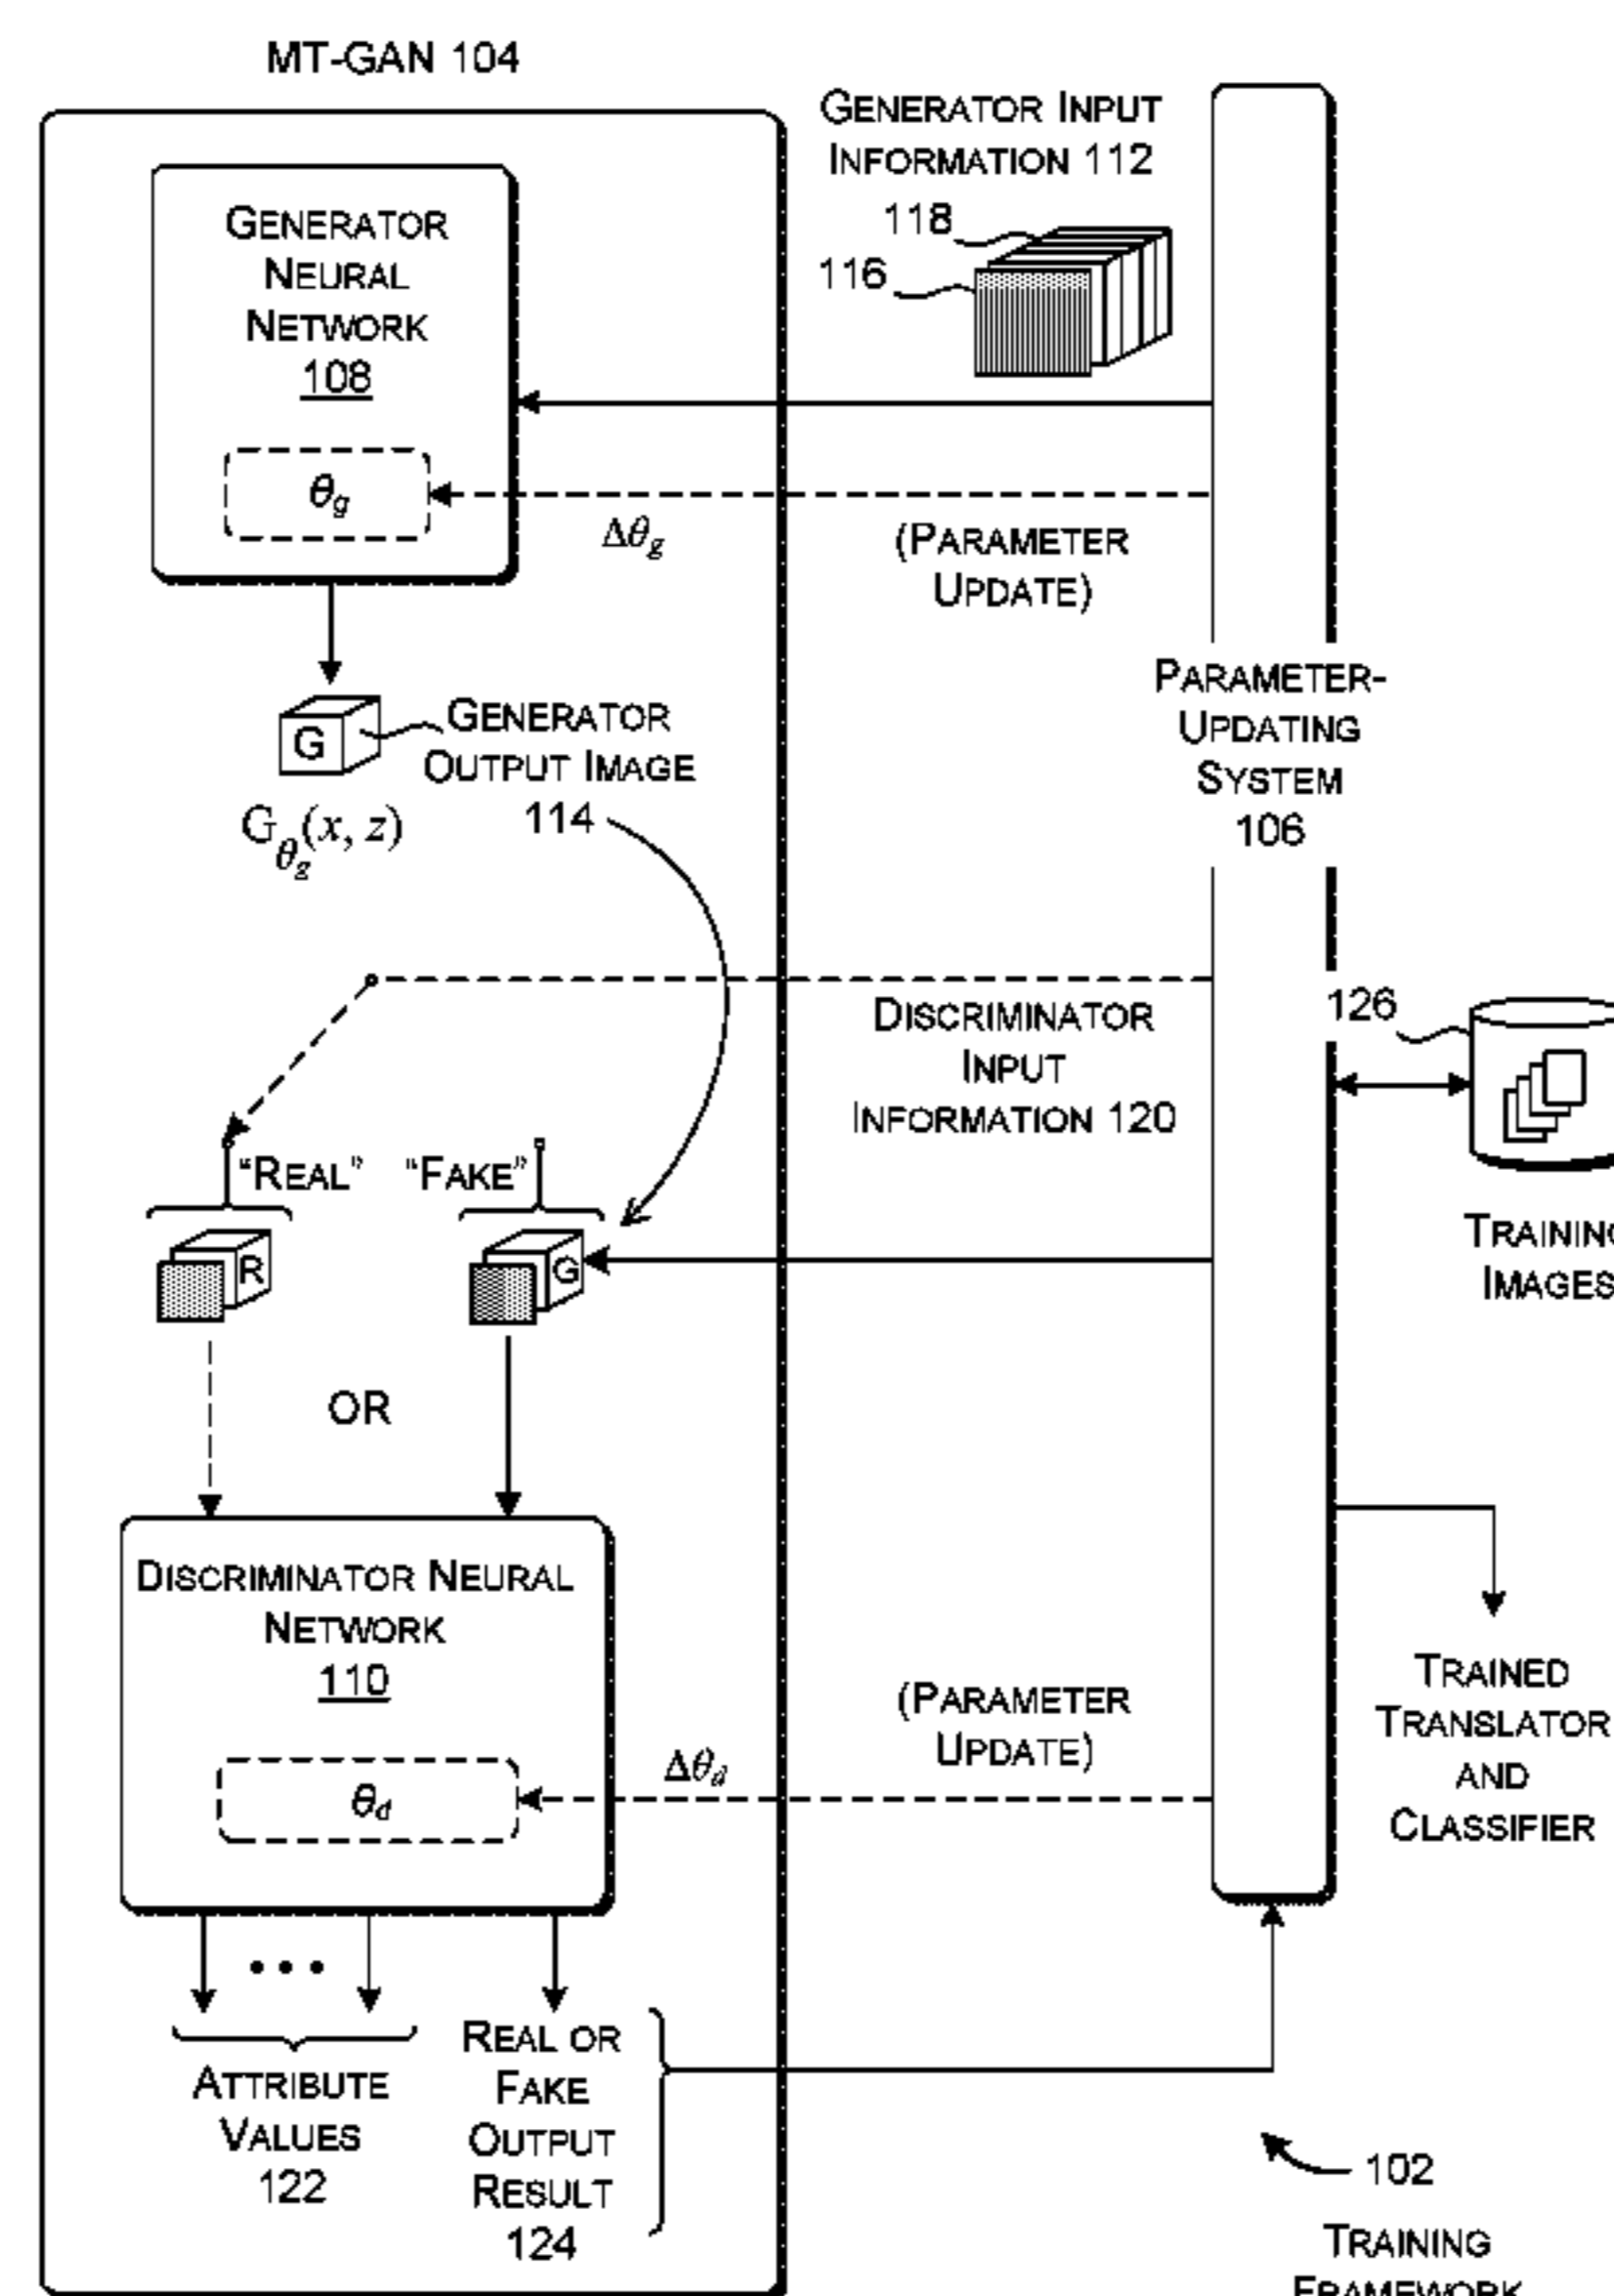 MT-GAN 104
GENERATOR INPUT
INFORMATION 112
118
116
GENERATOR
NEURAL
NETWORK
108
θg
Δθg
(PARAMETER
UPDATE)
PARAMETER-
UPDATING
SYSTEM
106
G
GENERATOR
OUTPUT IMAGE
114
Gθg(x, z)
DISCRIMINATOR
INPUT
INFORMATION 120
126
TRAINING
IMAGES
"REAL"
"FAKE"
R
G
OR
DISCRIMINATOR NEURAL
NETWORK
110
θd
Δθd
(PARAMETER
UPDATE)
TRAINED
TRANSLATOR
AND
CLASSIFIER
ATTRIBUTE
VALUES
122
REAL OR
FAKE
OUTPUT
RESULT
124
102
TRAINING
FRAMEWORK